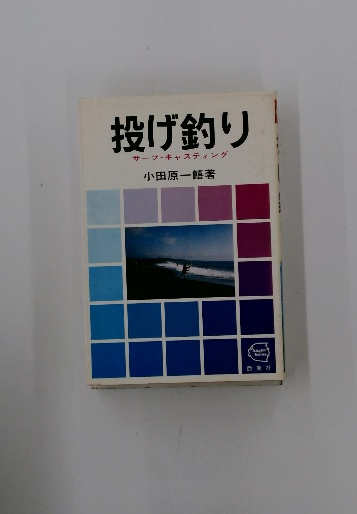 投げ釣り
サーフ・キャスティング
小田原一饎著
西東社